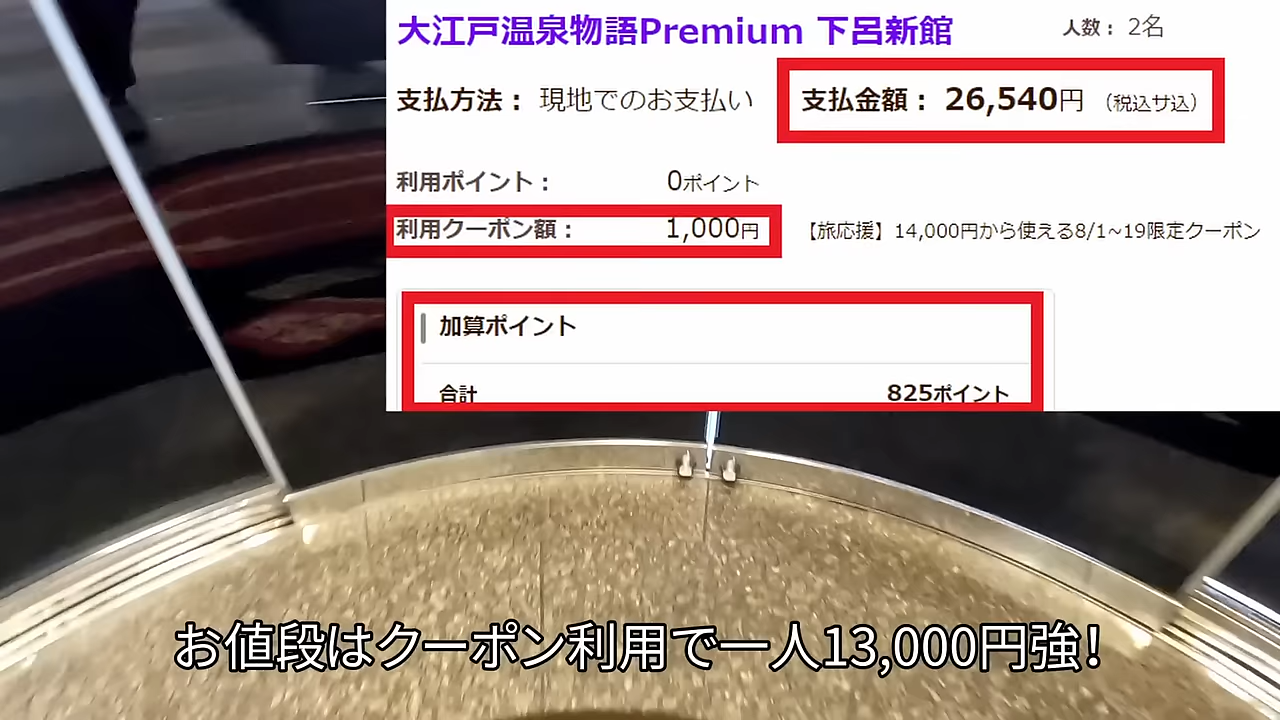 大江戸温泉物語Premium 下呂新館
人数： 2名
支払方法： 現地でのお支払い
支払金額： 26,540円 （税込サ込）
利用ポイント： 0ポイント
利用クーポン額： 1,000円 【旅応援】14,000円から使える8/1~19限定クーポン
加算ポイント
合計 825ポイント
お値段はクーポン利用で一人13,000円強！